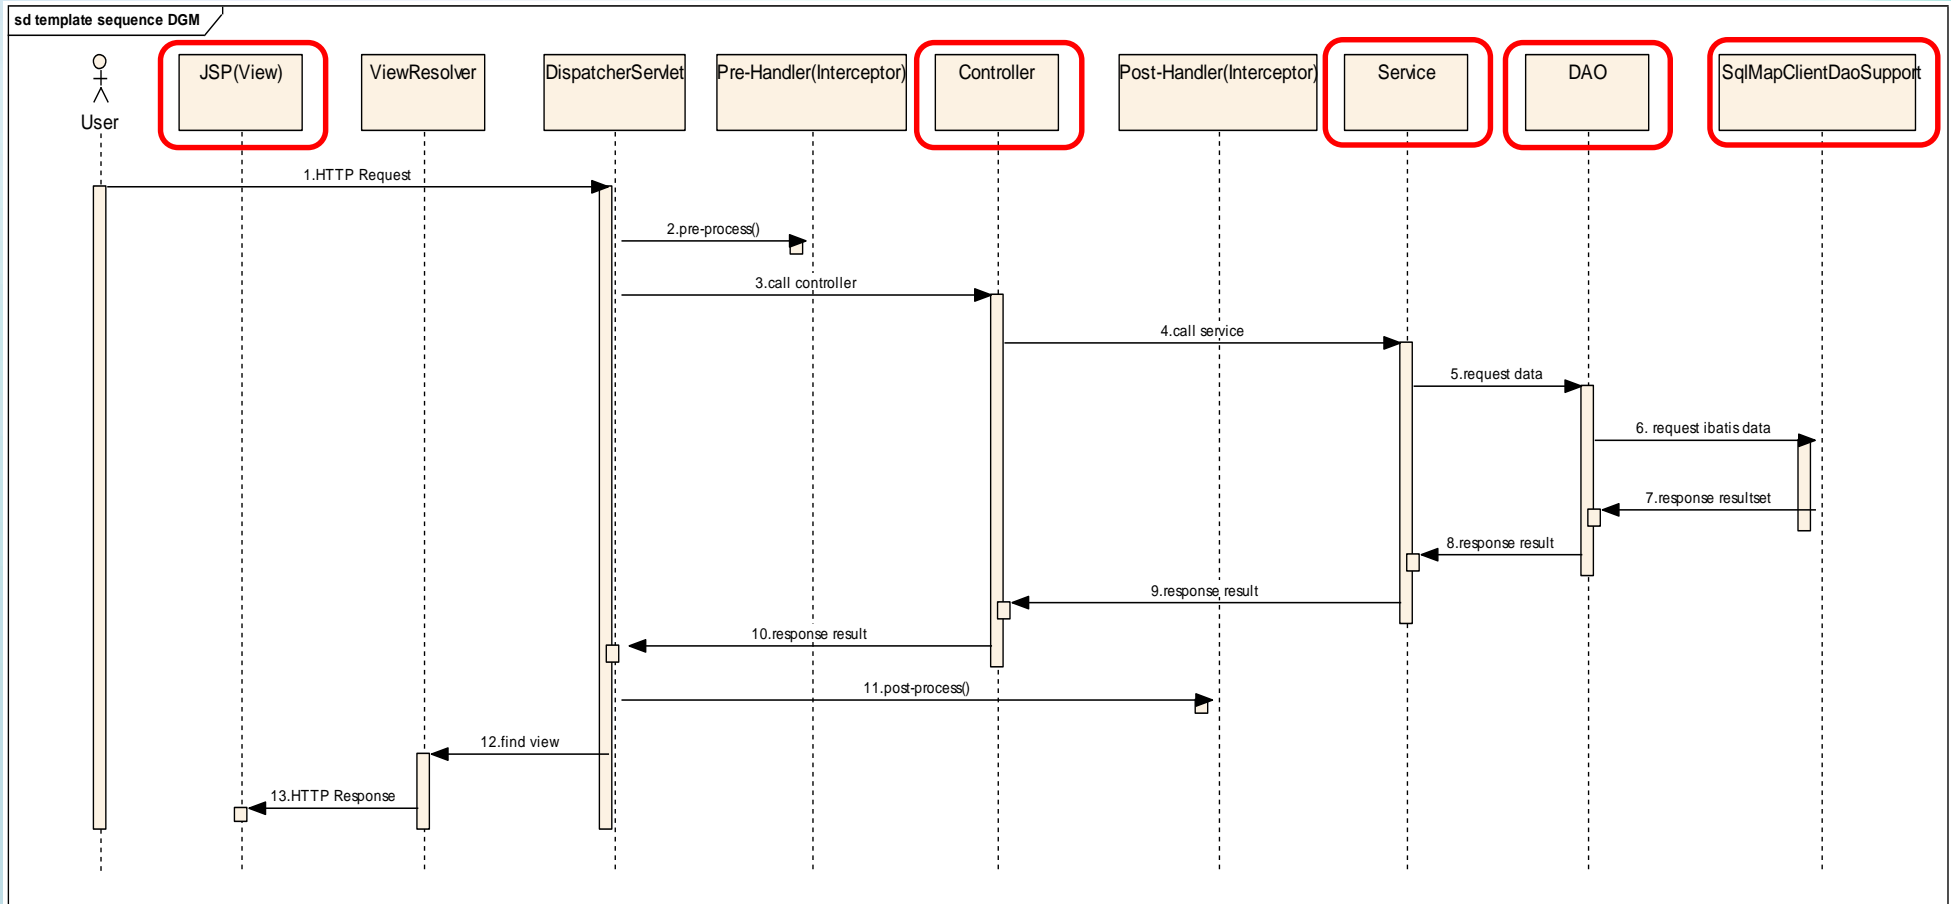 sd template sequence DGM
User
JSP(View)
ViewResolver
DispatcherServlet
Pre-Handler(Interceptor)
Controller
Post-Handler(Interceptor)
Service
DAO
SqlMapClientDaoSupport
1.HTTP Request
2.pre-process()
3.call controller
4.call service
5.request data
6. request ibatis data
7.response resultset
8.response result
9.response result
10.response result
11.post-process()
12.find view
13.HTTP Response